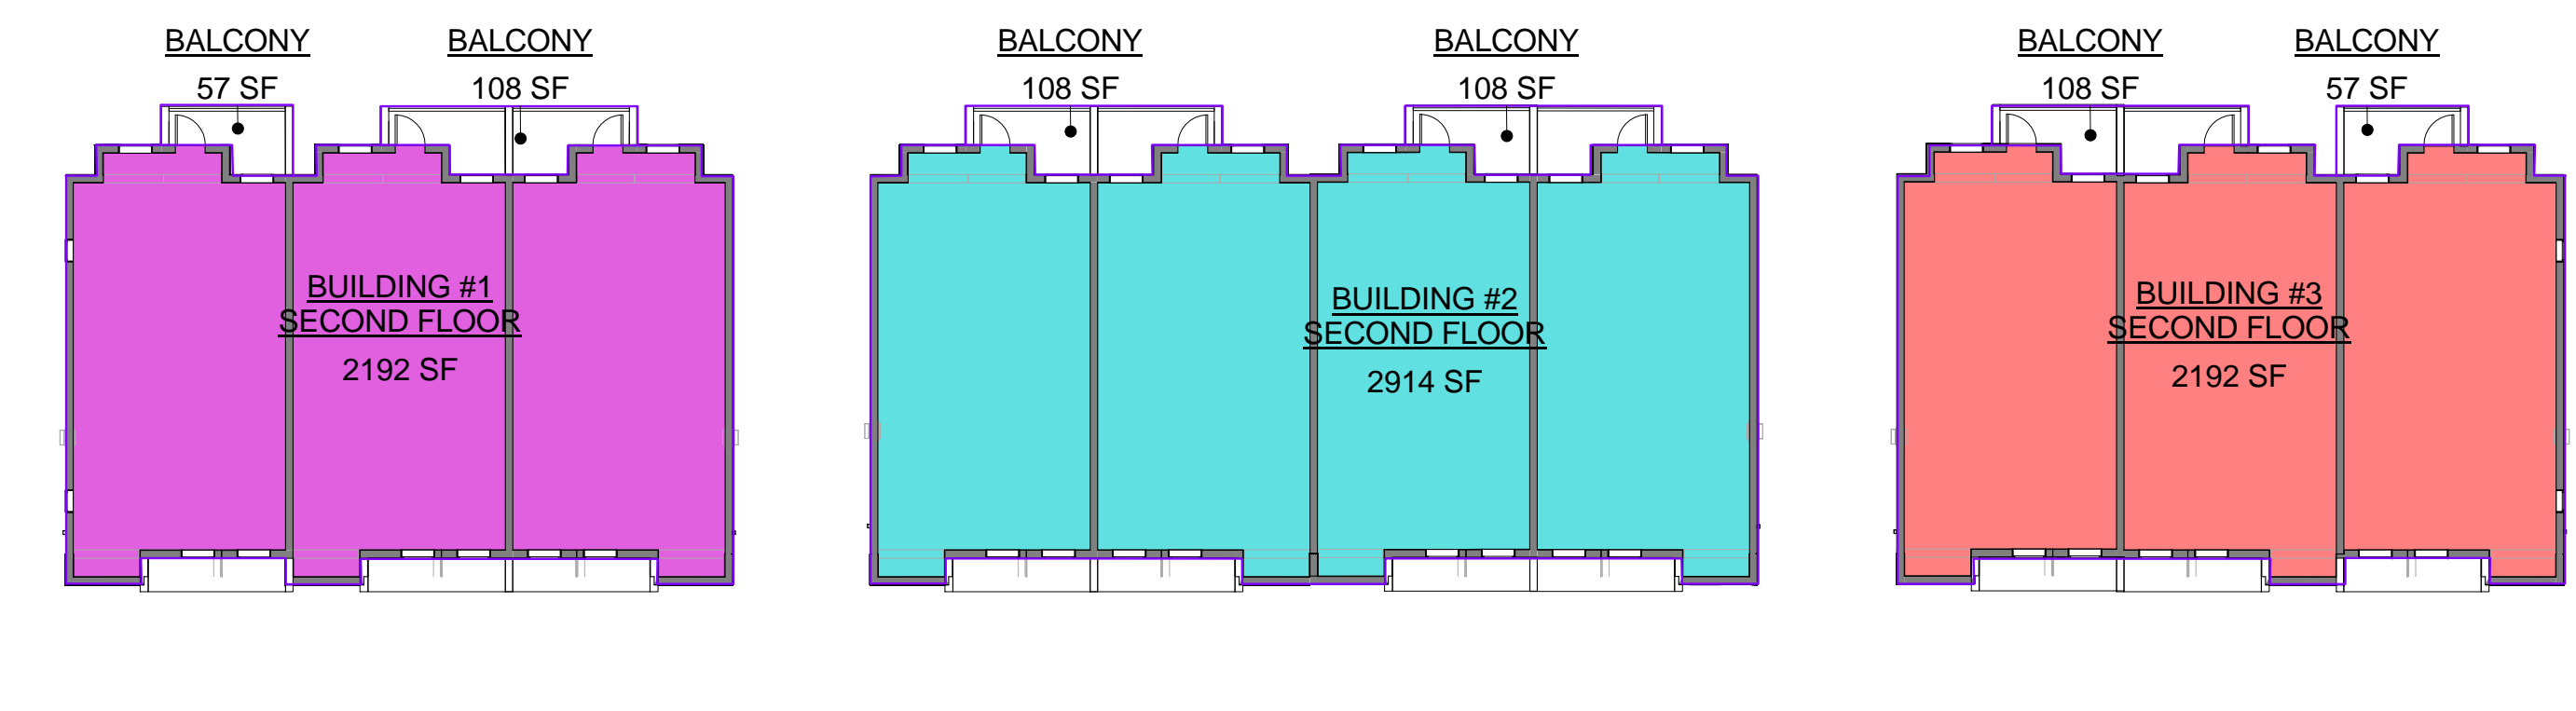 BALCONY
57 SF
BALCONY
108 SF
BALCONY
108 SF
BALCONY
108 SF
BALCONY
108 SF
BALCONY
57 SF
BUILDING #1
SECOND FLOOR
2192 SF
BUILDING #2
SECOND FLOOR
2914 SF
BUILDING #3
SECOND FLOOR
2192 SF